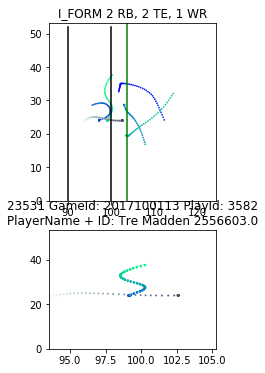 I_FORM 2 RB, 2 TE, 1 WR
50
40
30
20
10
0
90 100 110 120
23531 GameId: 2017100113 PlayId: 3582
PlayerName + ID: Tre Madden 2556603.0
40
20
0
95.0 97.5 100.0 102.5 105.0